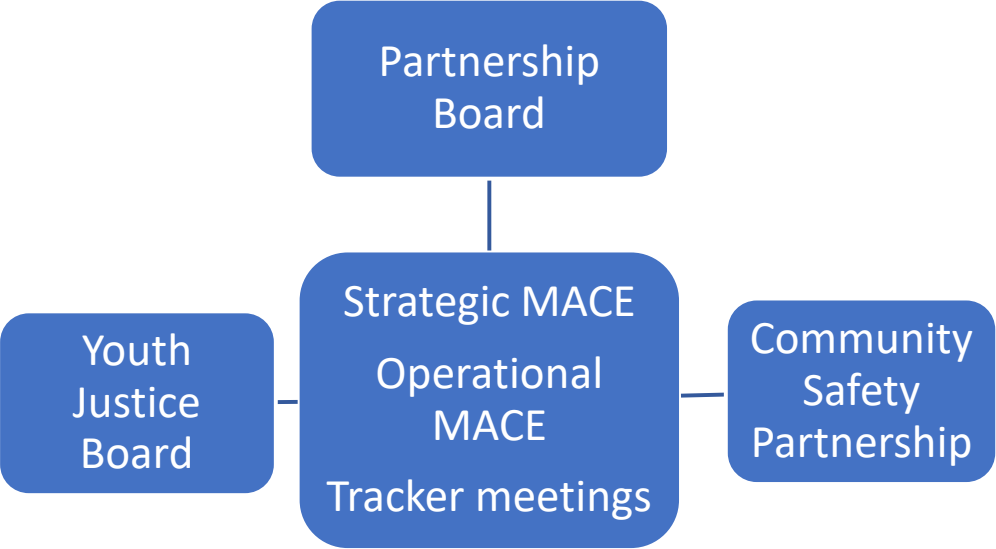 Partnership
Board
Strategic MACE
Operational
MACE
Tracker meetings
Youth
Justice
Board
Community
Safety
Partnership